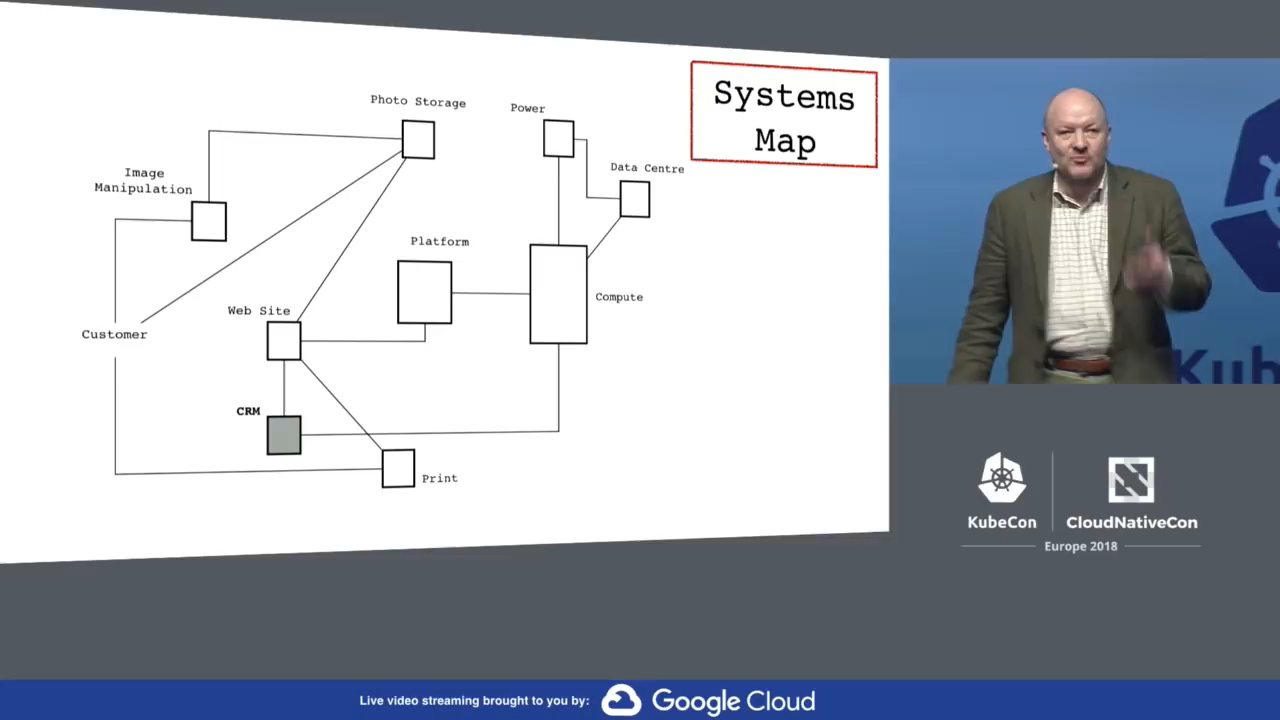 Systems
Map
Photo Storage
Power
Data Centre
Image
Manipulation
Platform
Compute
Web Site
Customer
CRM
Print
Kub
KubeCon
CloudNativeCon
Europe 2018
Live video streaming brought to you by:
Google Cloud